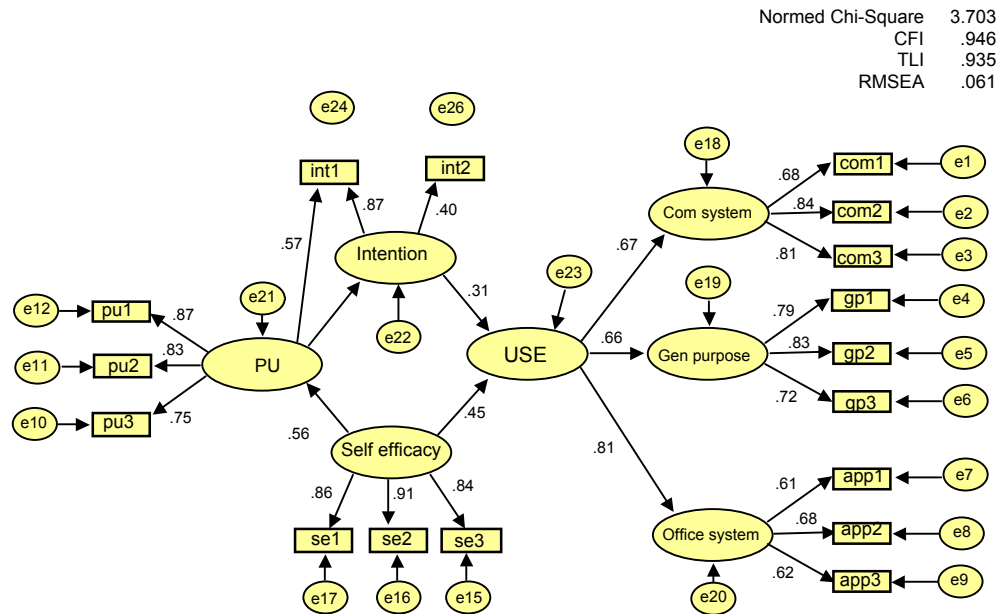 Normed Chi-Square 3.703
CFI .946
TLI .935
RMSEA .061
e24
e26
e18
int1
int2
com1
e1
.68
.87
.40
Com system
.84
com2
e2
.57
Intention
.67
.81
com3
e3
e23
e12
pu1
.87
e21
.31
e19
.79
gp1
e4
e22
e11
pu2
.83
PU
USE
.66
Gen purpose
.83
gp2
e5
.75
.72
gp3
e6
e10
pu3
.56
.45
Self efficacy
.81
.86
.91
.84
.61
app1
e7
se1
se2
se3
Office system
.68
app2
e8
.62
app3
e9
e17
e16
e15
e20